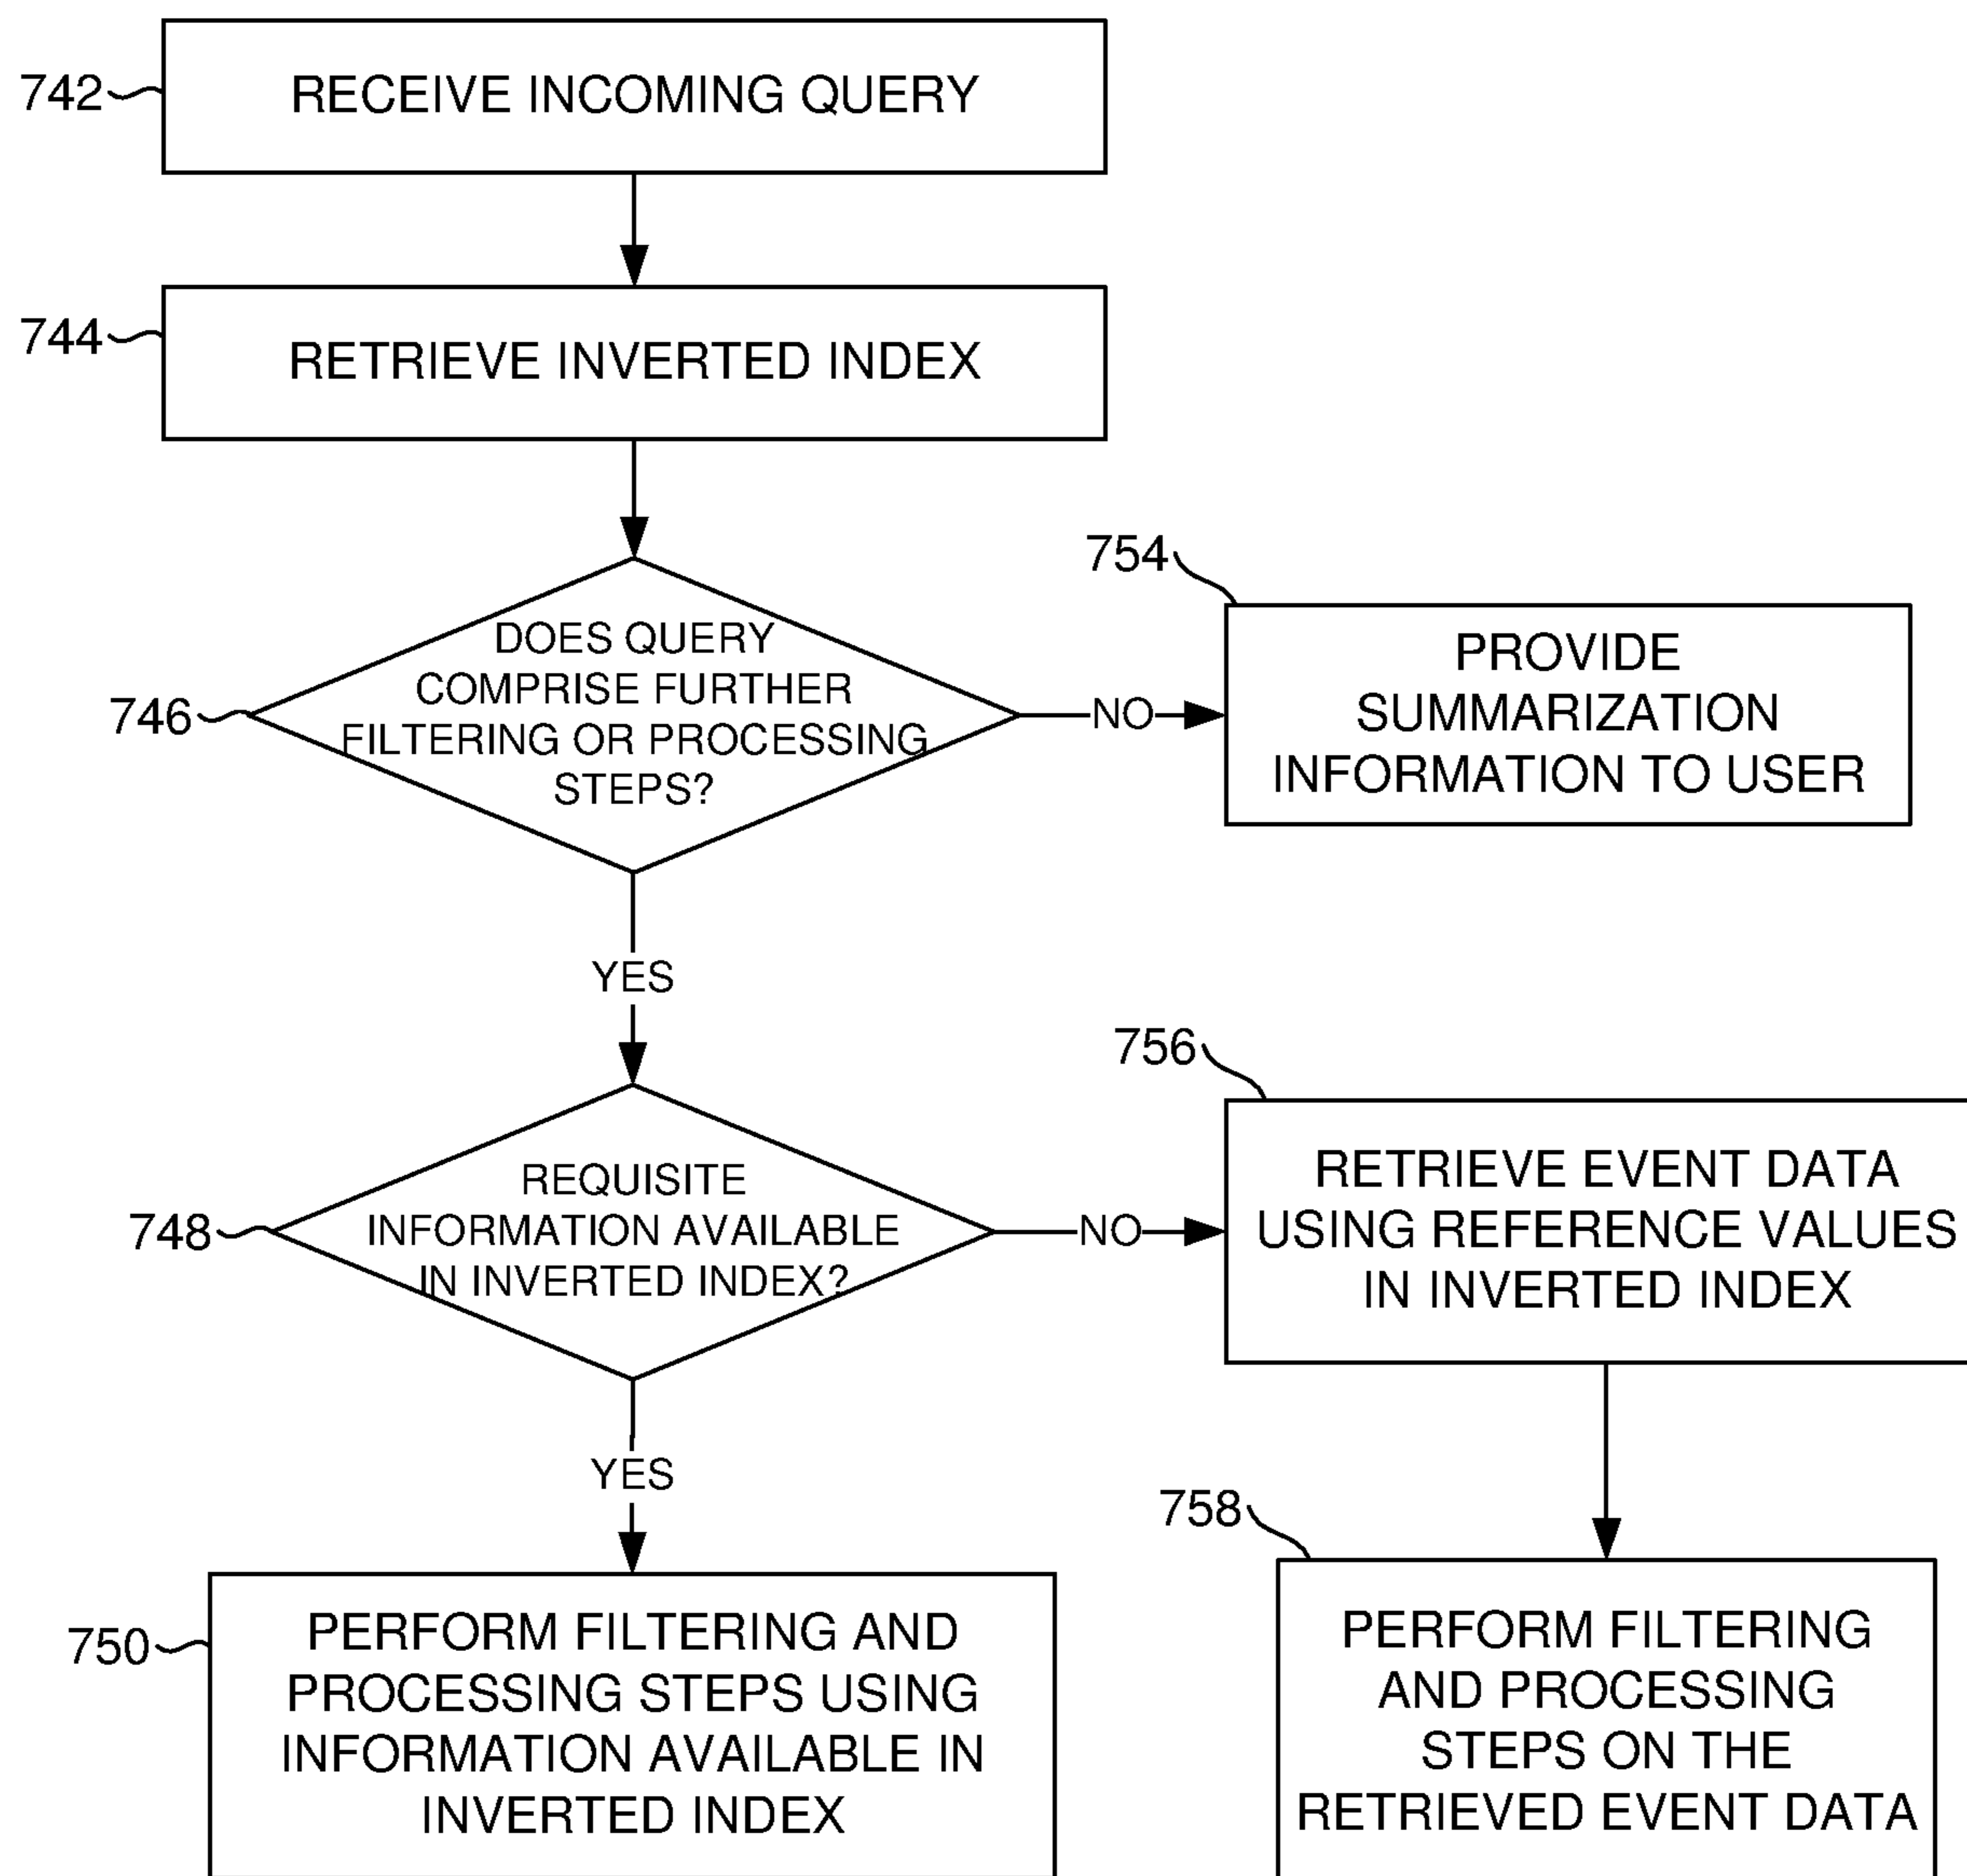 742
RECEIVE INCOMING QUERY
744
RETRIEVE INVERTED INDEX
746
DOES QUERY
COMPRISE FURTHER
FILTERING OR PROCESSING
STEPS?
NO
754
PROVIDE
SUMMARIZATION
INFORMATION TO USER
YES
748
REQUISITE
INFORMATION AVAILABLE
IN INVERTED INDEX?
NO
756
RETRIEVE EVENT DATA
USING REFERENCE VALUES
IN INVERTED INDEX
YES
750
PERFORM FILTERING AND
PROCESSING STEPS USING
INFORMATION AVAILABLE IN
INVERTED INDEX
758
PERFORM FILTERING
AND PROCESSING
STEPS ON THE
RETRIEVED EVENT DATA